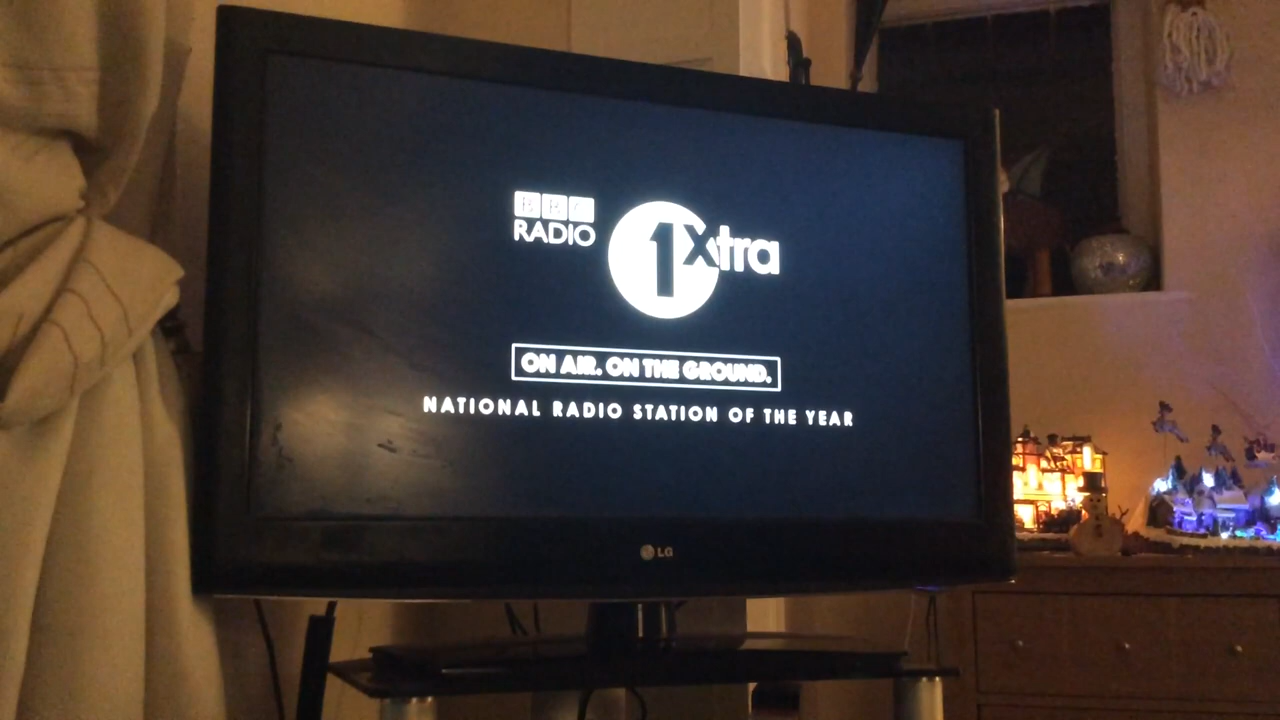 BBC
RADIO
1Xtra
ON AIR. ON THE GROUND.
NATIONAL RADIO STATION OF THE YEAR
LG